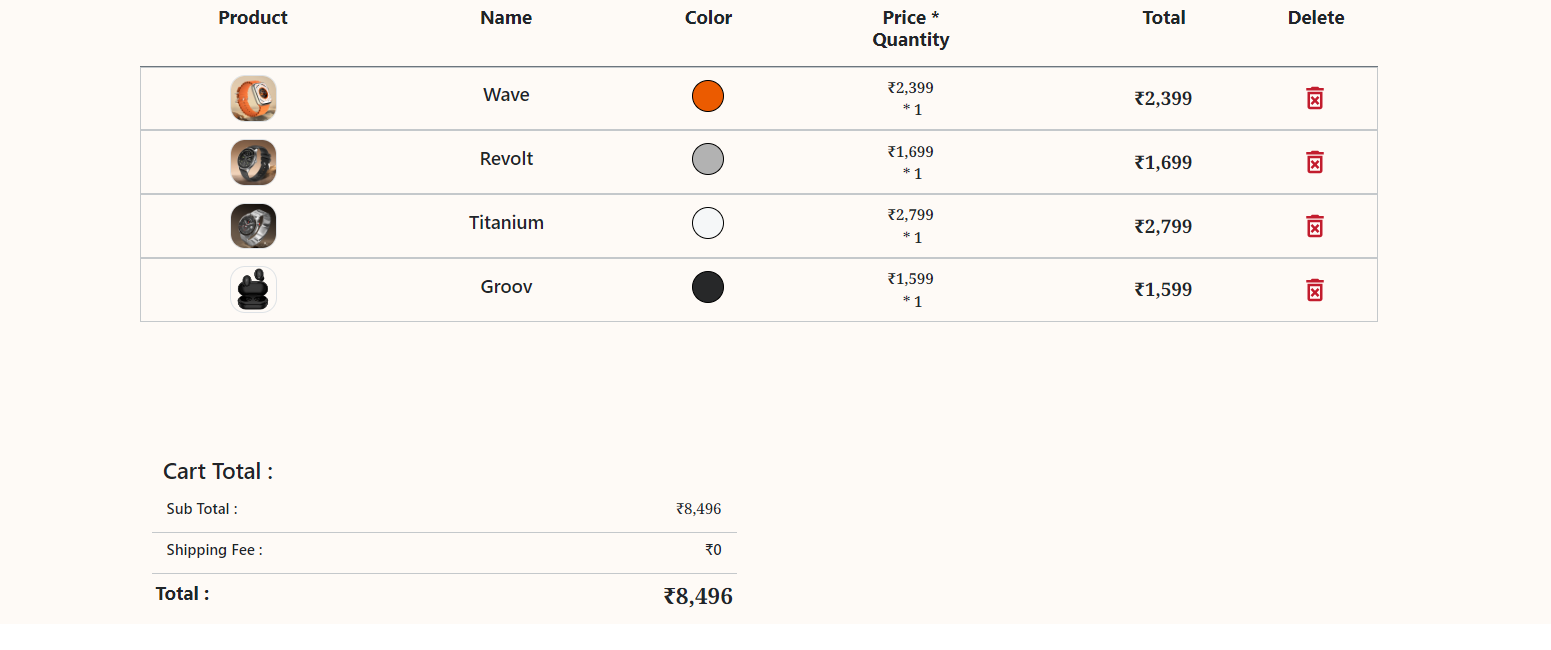 Product Name Color Price * Total Delete
Quantity
Wave ₹2,399 ₹2,399
* 1
Revolt ₹1,699 ₹1,699
* 1
Titanium ₹2,799 ₹2,799
* 1
Groov ₹1,599 ₹1,599
* 1
Cart Total :
Sub Total : ₹8,496
Shipping Fee : ₹0
Total : ₹8,496